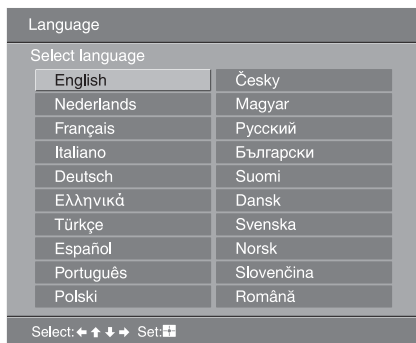 Language
Select language
English
Nederlands
Français
Italiano
Deutsch
Ελληνικά
Türkçe
Español
Português
Polski
Česky
Magyar
Русский
Български
Suomi
Dansk
Svenska
Norsk
Slovenčina
Română
Select:←↑↓→ Set: